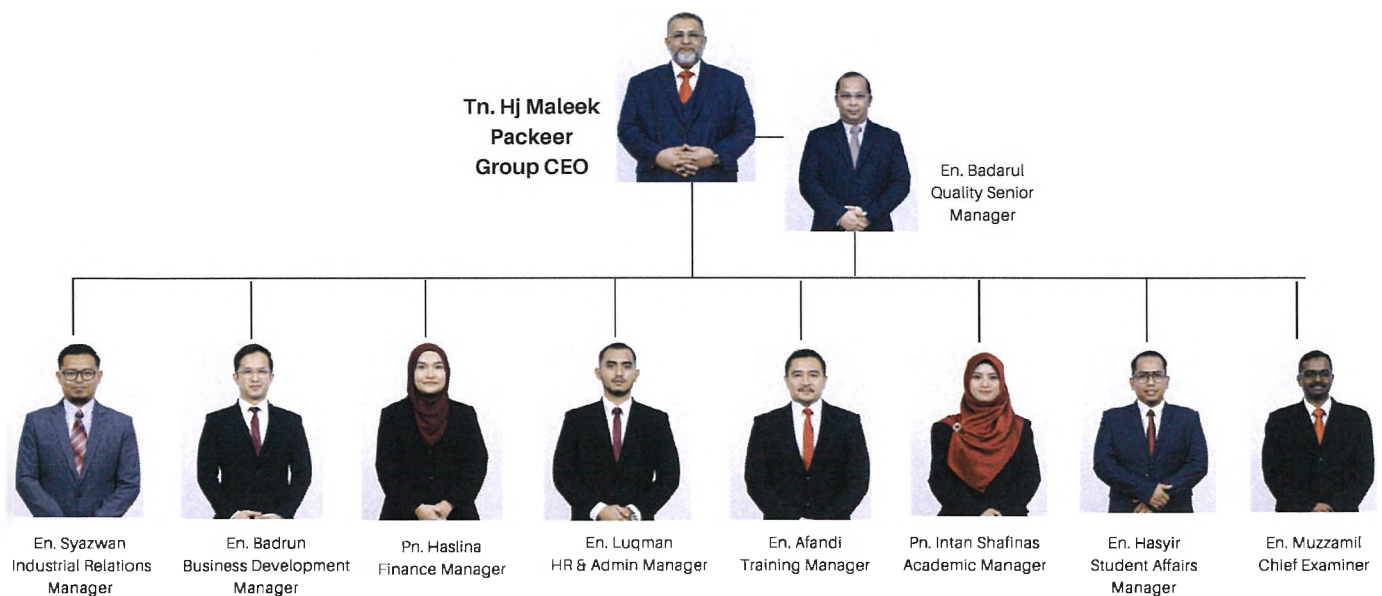 Tn. Hj Maleek
Packeer
Group CEO
En. Badarul
Quality Senior
Manager
En. Syazwan
Industrial Relations
Manager
En. Badrun
Business Development
Manager
Pn. Haslina
Finance Manager
En. Luqman
HR & Admin Manager
En. Afandi
Training Manager
Pn. Intan Shafinas
Academic Manager
En. Hasyir
Student Affairs
Manager
En. Muzzamil
Chief Examiner